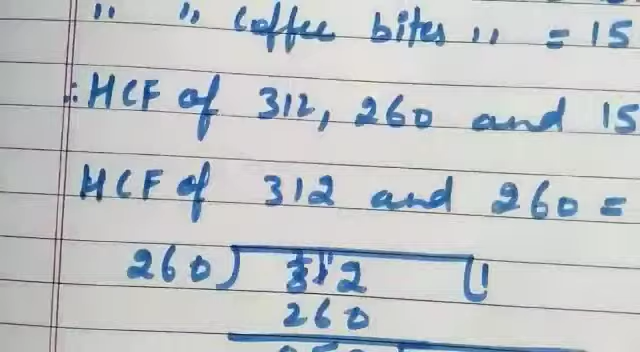 " " coffee bites " = 15
∴ HCF of 312, 260 and 15
HCF of 312 and 260 =
260) 312 (1
260